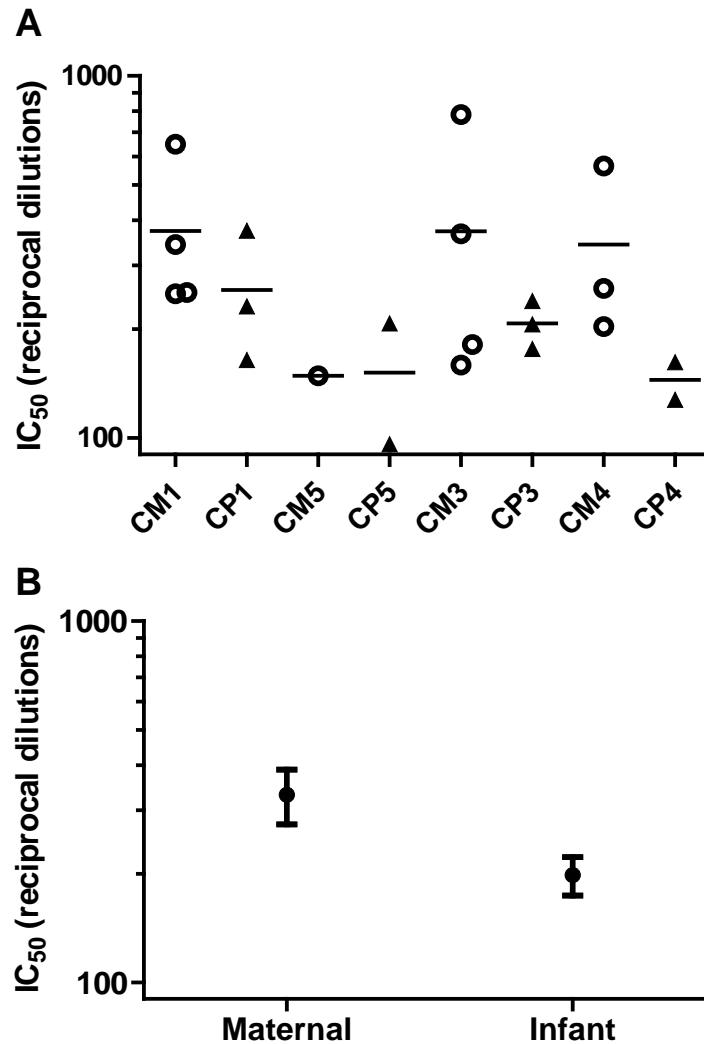 A
IC50 (reciprocal dilutions)
1000
100
CM1 CP1 CM5 CP5 CM3 CP3 CM4 CP4
B
IC50 (reciprocal dilutions)
1000
100
Maternal Infant